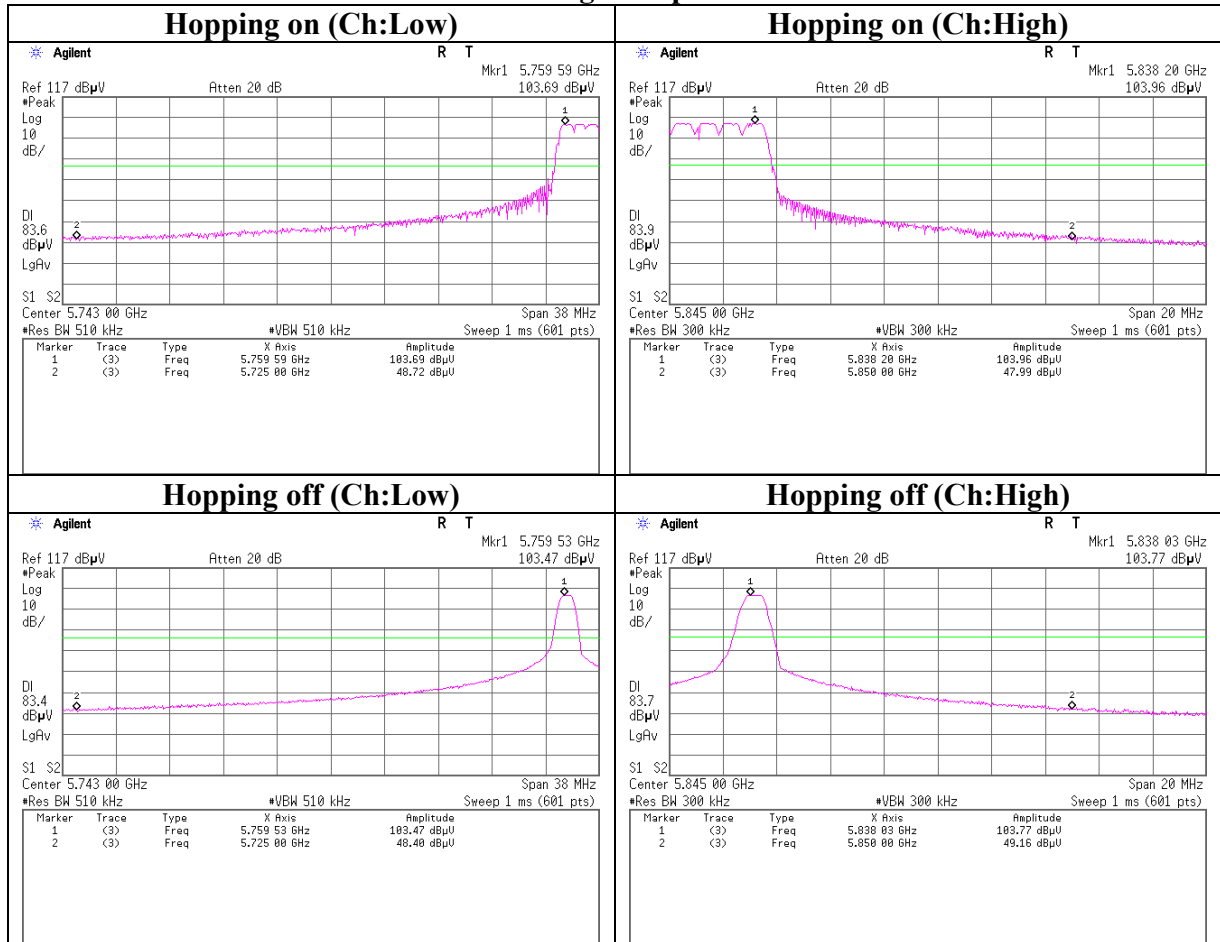 Hopping on (Ch:Low)
Agilent
R T
Mkr1 5.759 59 GHz
Ref 117 dBµV
Atten 20 dB
103.69 dBµV
#Peak
Log
10
dB/
1
2
DI
83.6
dBµV
LgAv
S1 S2
Center 5.743 00 GHz
Span 38 MHz
#Res BW 510 kHz
#VBW 510 kHz
Sweep 1 ms (601 pts)
Marker Trace Type X Axis Amplitude
1 (3) Freq 5.759 59 GHz 103.69 dBµV
2 (3) Freq 5.725 00 GHz 48.72 dBµV
Hopping on (Ch:High)
Agilent
R T
Mkr1 5.838 20 GHz
Ref 117 dBµV
Atten 20 dB
103.96 dBµV
#Peak
Log
10
dB/
1
2
DI
83.9
dBµV
LgAv
S1 S2
Center 5.845 00 GHz
Span 20 MHz
#Res BW 300 kHz
#VBW 300 kHz
Sweep 1 ms (601 pts)
Marker Trace Type X Axis Amplitude
1 (3) Freq 5.838 20 GHz 103.96 dBµV
2 (3) Freq 5.850 00 GHz 47.99 dBµV
Hopping off (Ch:Low)
Agilent
R T
Mkr1 5.759 53 GHz
Ref 117 dBµV
Atten 20 dB
103.47 dBµV
#Peak
Log
10
dB/
1
2
DI
83.4
dBµV
LgAv
S1 S2
Center 5.743 00 GHz
Span 38 MHz
#Res BW 510 kHz
#VBW 510 kHz
Sweep 1 ms (601 pts)
Marker Trace Type X Axis Amplitude
1 (3) Freq 5.759 53 GHz 103.47 dBµV
2 (3) Freq 5.725 00 GHz 48.40 dBµV
Hopping off (Ch:High)
Agilent
R T
Mkr1 5.838 03 GHz
Ref 117 dBµV
Atten 20 dB
103.77 dBµV
#Peak
Log
10
dB/
1
2
DI
83.7
dBµV
LgAv
S1 S2
Center 5.845 00 GHz
Span 20 MHz
#Res BW 300 kHz
#VBW 300 kHz
Sweep 1 ms (601 pts)
Marker Trace Type X Axis Amplitude
1 (3) Freq 5.838 03 GHz 103.77 dBµV
2 (3) Freq 5.850 00 GHz 49.16 dBµV